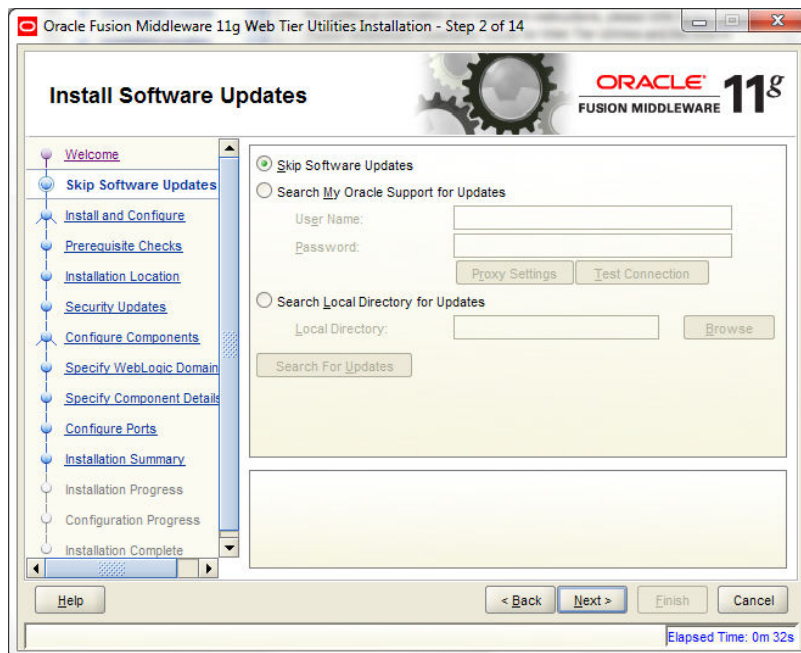 Oracle Fusion Middleware 11g Web Tier Utilities Installation - Step 2 of 14
Install Software Updates
ORACLE
FUSION MIDDLEWARE 11g
Welcome
Skip Software Updates
Install and Configure
Prerequisite Checks
Installation Location
Security Updates
Configure Components
Specify WebLogic Domain
Specify Component Details
Configure Ports
Installation Summary
Installation Progress
Configuration Progress
Installation Complete
Skip Software Updates
Search My Oracle Support for Updates
User Name:
Password:
Proxy Settings Test Connection
Search Local Directory for Updates
Local Directory: Browse
Search For Updates
Help < Back Next > Finish Cancel
Elapsed Time: 0m 32s